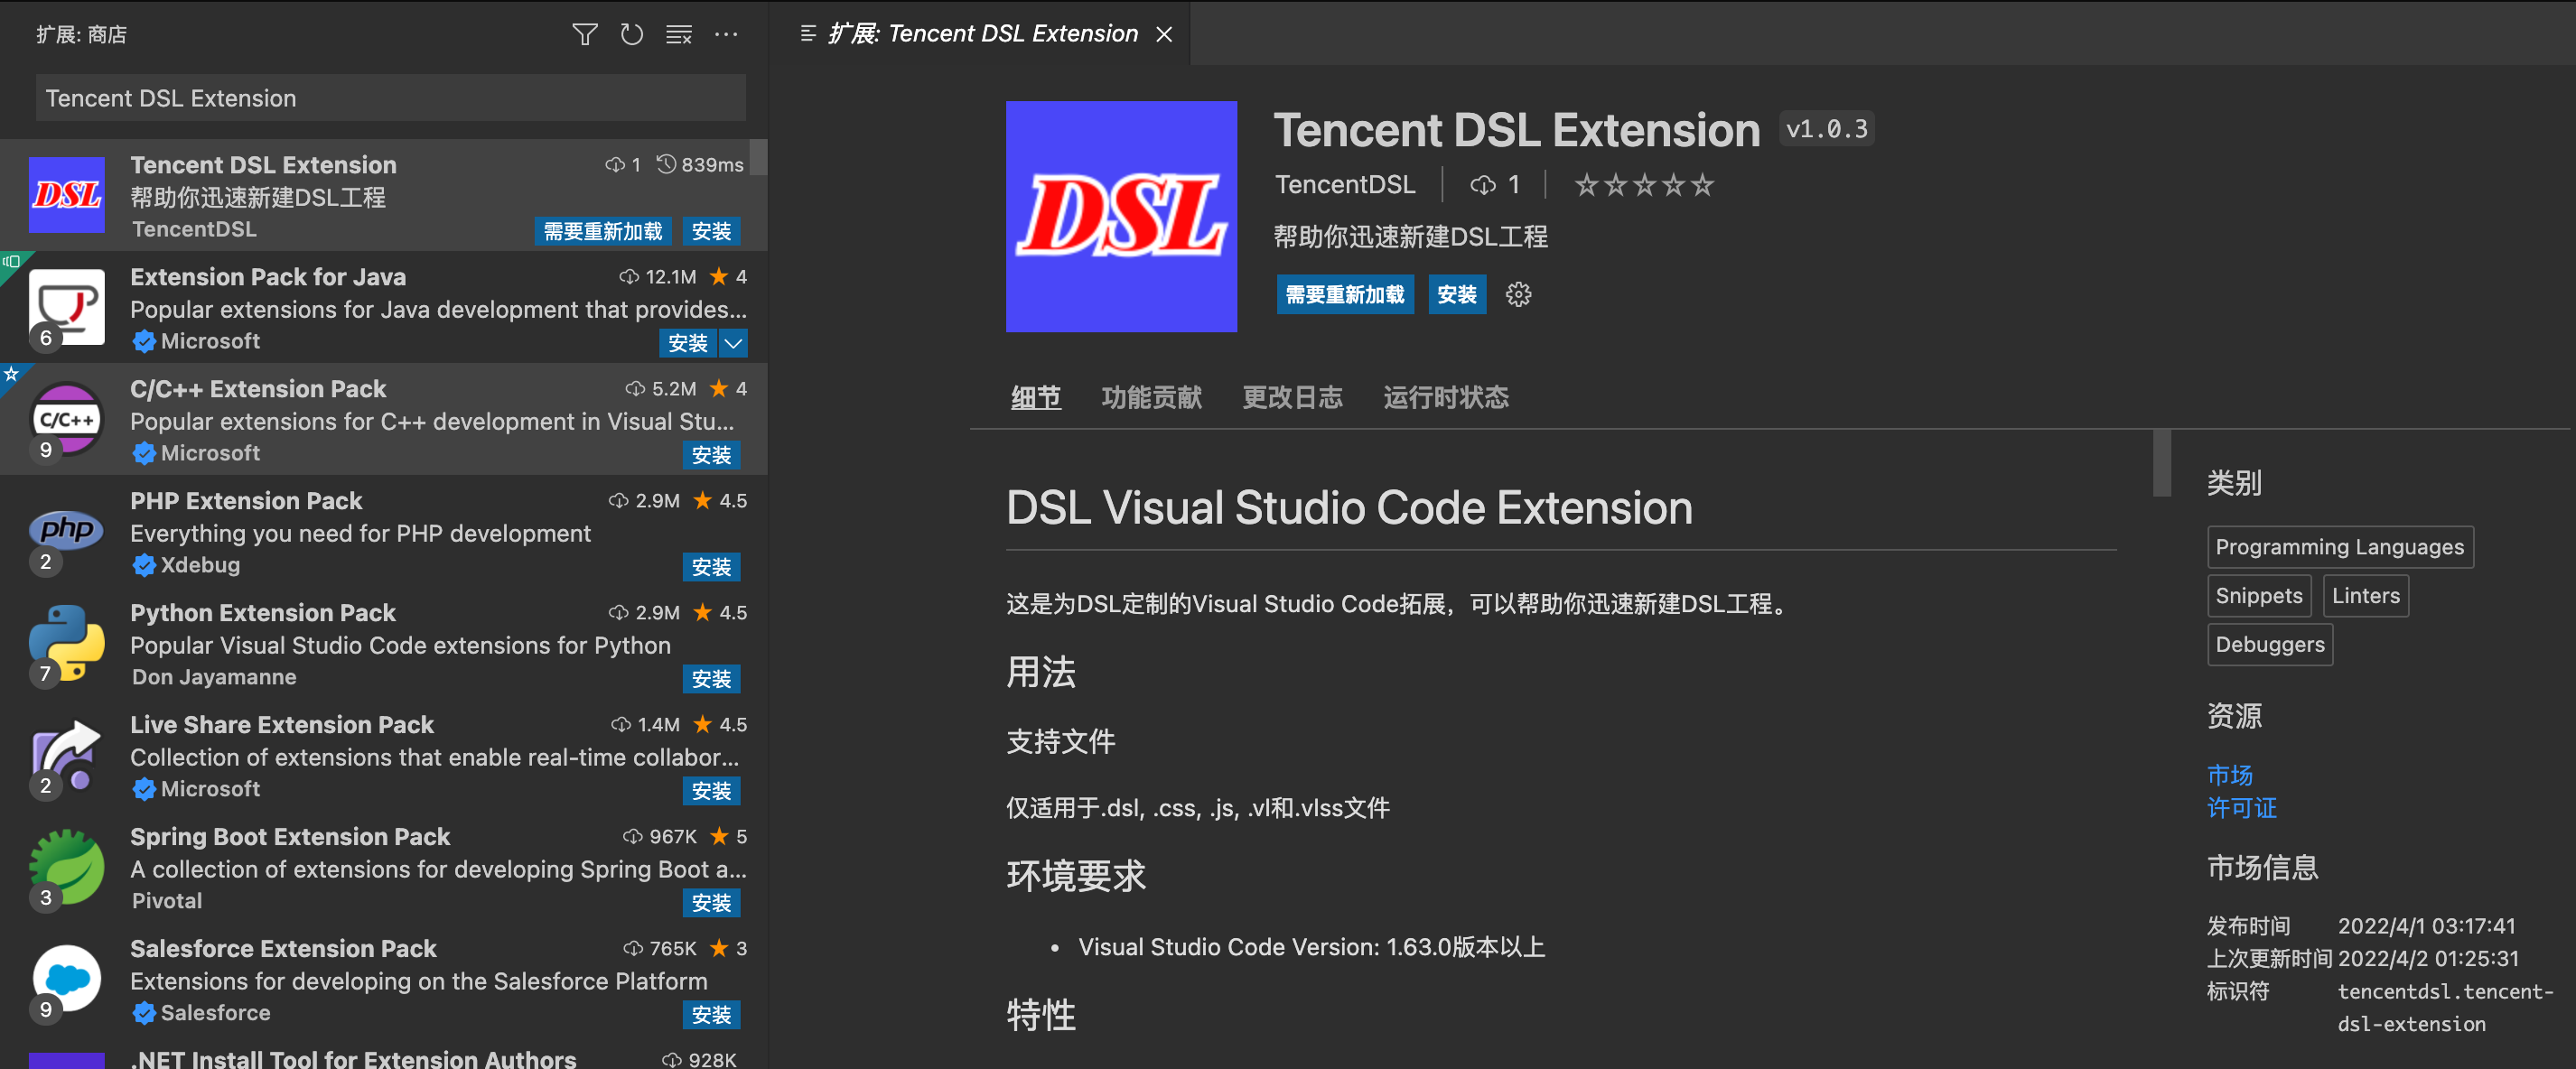 扩展: 商店
Tencent DSL Extension
Tencent DSL Extension 1 839ms
DSL
帮助你迅速新建DSL工程
TencentDSL 需要重新加载 安装
Extension Pack for Java 12.1M 4
Popular extensions for Java development that provides...
6
Microsoft 安装
C/C++ Extension Pack 5.2M 4
C/C++
Popular extensions for C++ development in Visual Stu...
9
Microsoft 安装
PHP Extension Pack 2.9M 4.5
php
Everything you need for PHP development
2
Xdebug 安装
Python Extension Pack 2.9M 4.5
Popular Visual Studio Code extensions for Python
7
Don Jayamanne 安装
Live Share Extension Pack 1.4M 4.5
Collection of extensions that enable real-time collabor...
2
Microsoft 安装
Spring Boot Extension Pack 967K 5
A collection of extensions for developing Spring Boot a...
3
Pivotal 安装
Salesforce Extension Pack 765K 3
Extensions for developing on the Salesforce Platform
9
Salesforce 安装
.NET Install Tool for Extension Authors 928K
扩展: Tencent DSL Extension
DSL
Tencent DSL Extension v1.0.3
TencentDSL 1
帮助你迅速新建DSL工程
需要重新加载 安装
细节 功能贡献 更改日志 运行时状态
DSL Visual Studio Code Extension
这是为DSL定制的Visual Studio Code拓展，可以帮助你迅速新建DSL工程。
用法
支持文件
仅适用于.dsl, .css, .js, .vl和.vlss文件
环境要求
• Visual Studio Code Version: 1.63.0版本以上
特性
类别
Programming Languages
Snippets Linters
Debuggers
资源
市场
许可证
市场信息
发布时间 2022/4/1 03:17:41
上次更新时间 2022/4/2 01:25:31
标识符 tencentdsl.tencent-
dsl-extension